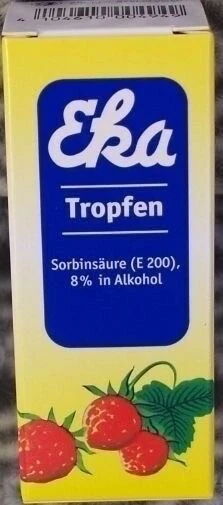 Eka
Tropfen
Sorbinsäure (E 200),
8% in Alkohol